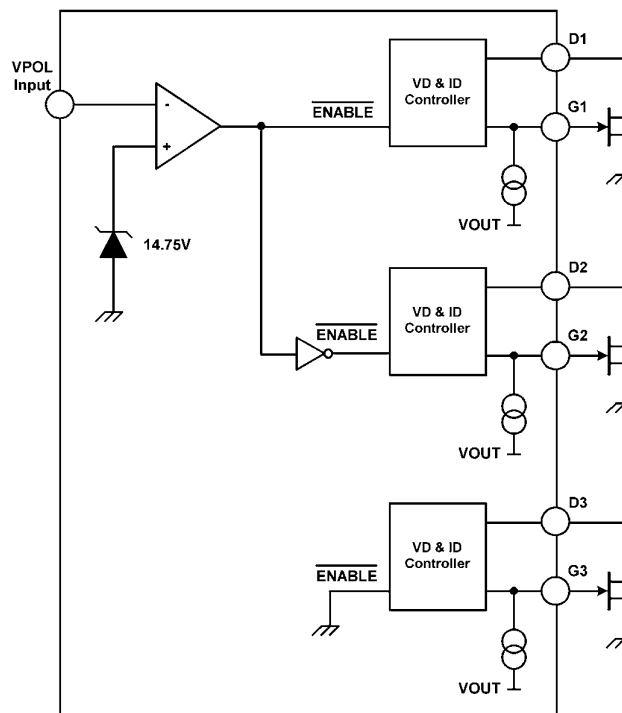 VPOL
Input
-
+
14.75V
ENABLE
VD & ID
Controller
D1
G1
VOUT
ENABLE
VD & ID
Controller
D2
G2
VOUT
ENABLE
VD & ID
Controller
D3
G3
VOUT